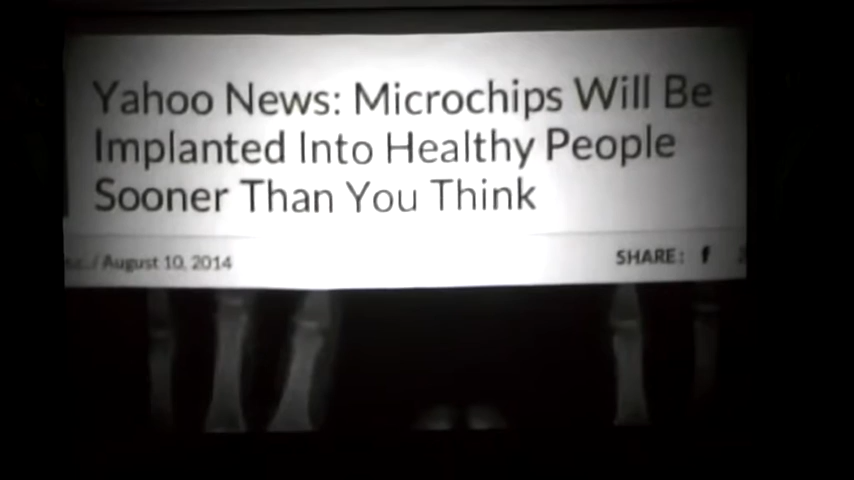 Yahoo News: Microchips Will Be
Implanted Into Healthy People
Sooner Than You Think
/ August 10, 2014
SHARE: f